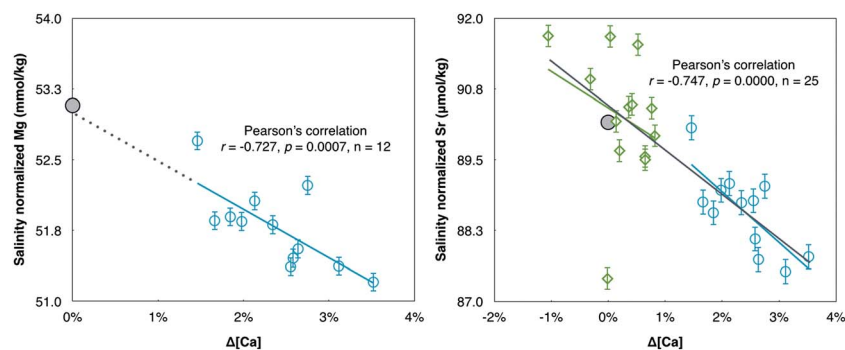 Salinity normalized Mg (mmol/kg)
54.0
53.3
52.5
51.8
51.0
Pearson's correlation
r = -0.727, p = 0.0007, n = 12
0%
1%
2%
3%
4%
Δ[Ca]
Salinity normalized Sr (μmol/kg)
92.0
90.8
89.5
88.3
87.0
Pearson's correlation
r = -0.747, p = 0.0000, n = 25
-2%
-1%
0%
1%
2%
3%
4%
Δ[Ca]